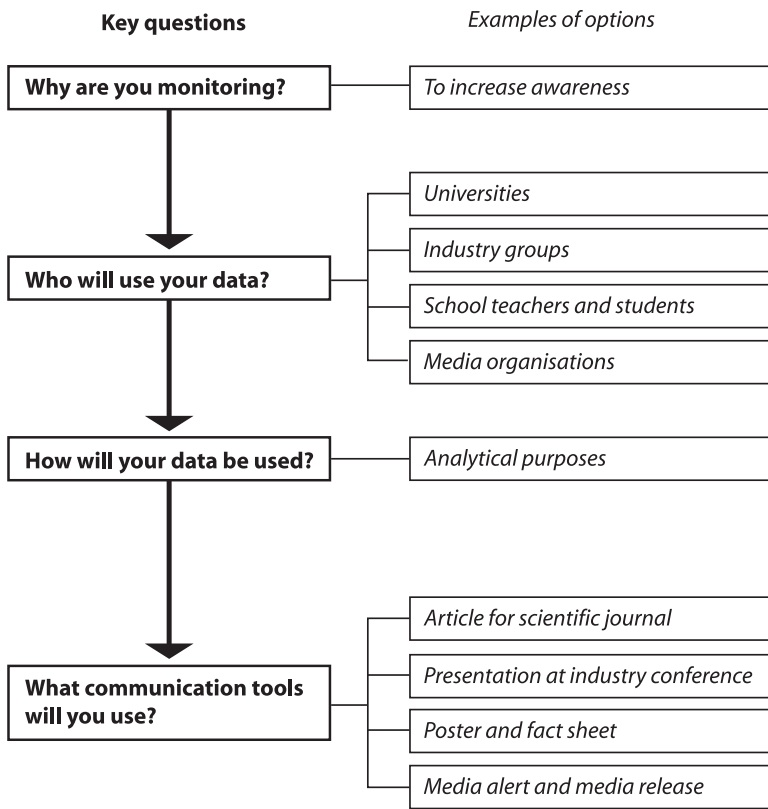 Key questions
Examples of options
Why are you monitoring?
To increase awareness
Who will use your data?
Universities
Industry groups
School teachers and students
Media organisations
How will your data be used?
Analytical purposes
What communication tools
will you use?
Article for scientific journal
Presentation at industry conference
Poster and fact sheet
Media alert and media release